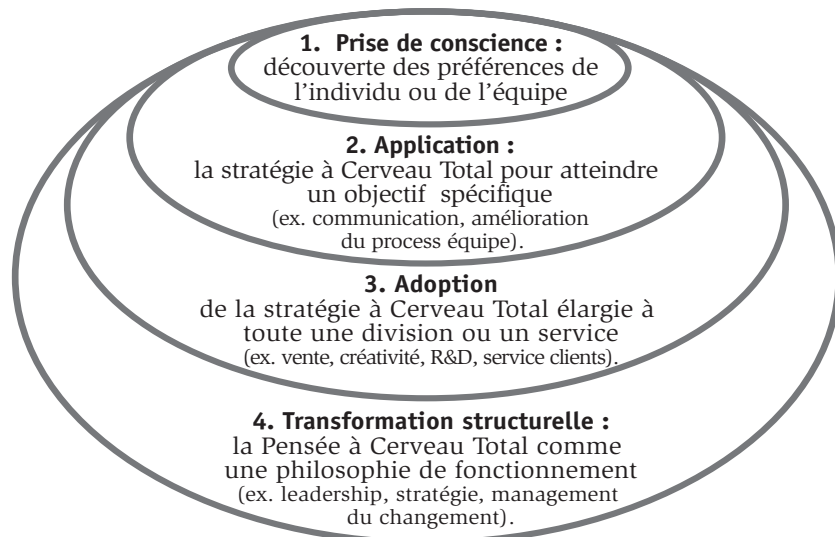 1. Prise de conscience :
découverte des préférences de
l’individu ou de l’équipe
2. Application :
la stratégie à Cerveau Total pour atteindre
un objectif spécifique
(ex. communication, amélioration
du process équipe).
3. Adoption
de la stratégie à Cerveau Total élargie à
toute une division ou un service
(ex. vente, créativité, R&D, service clients).
4. Transformation structurelle :
la Pensée à Cerveau Total comme
une philosophie de fonctionnement
(ex. leadership, stratégie, management
du changement).